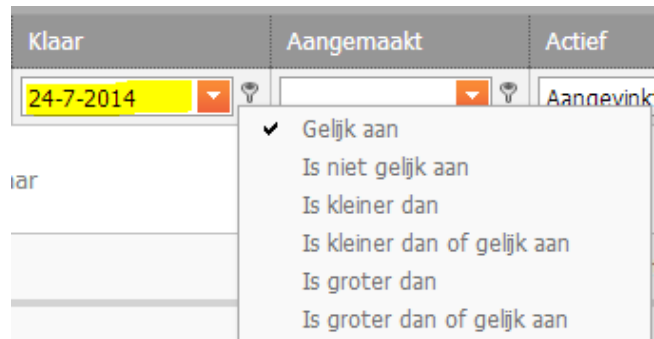 Klaar Aangemaakt Actief
24-7-2014 Aangevinkt
Gelijk aan
Is niet gelijk aan
aar
Is kleiner dan
Is kleiner dan of gelijk aan
Is groter dan
Is groter dan of gelijk aan